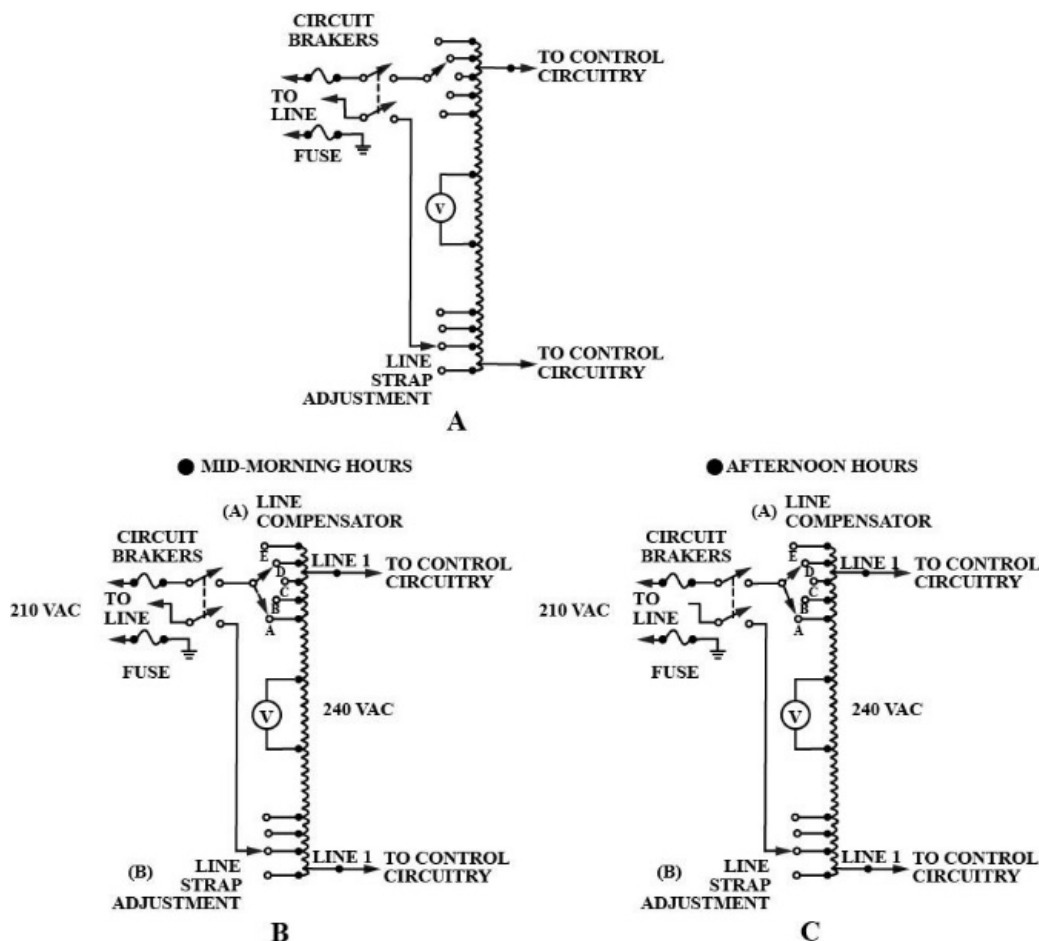 CIRCUIT
BRAKERS
TO CONTROL
CIRCUITRY
TO
LINE
FUSE
V
LINE
STRAP
ADJUSTMENT
TO CONTROL
CIRCUITRY
A
● MID-MORNING HOURS
(A) LINE
COMPENSATOR
CIRCUIT
BRAKERS
E
D
C
B
A
LINE 1
TO CONTROL
CIRCUITRY
210 VAC
TO
LINE
FUSE
V
240 VAC
(B)
LINE
STRAP
ADJUSTMENT
LINE 1
TO CONTROL
CIRCUITRY
B
● AFTERNOON HOURS
(A) LINE
COMPENSATOR
CIRCUIT
BRAKERS
E
D
C
B
A
LINE 1
TO CONTROL
CIRCUITRY
210 VAC
TO
LINE
FUSE
V
240 VAC
(B)
LINE
STRAP
ADJUSTMENT
LINE 1
TO CONTROL
CIRCUITRY
C